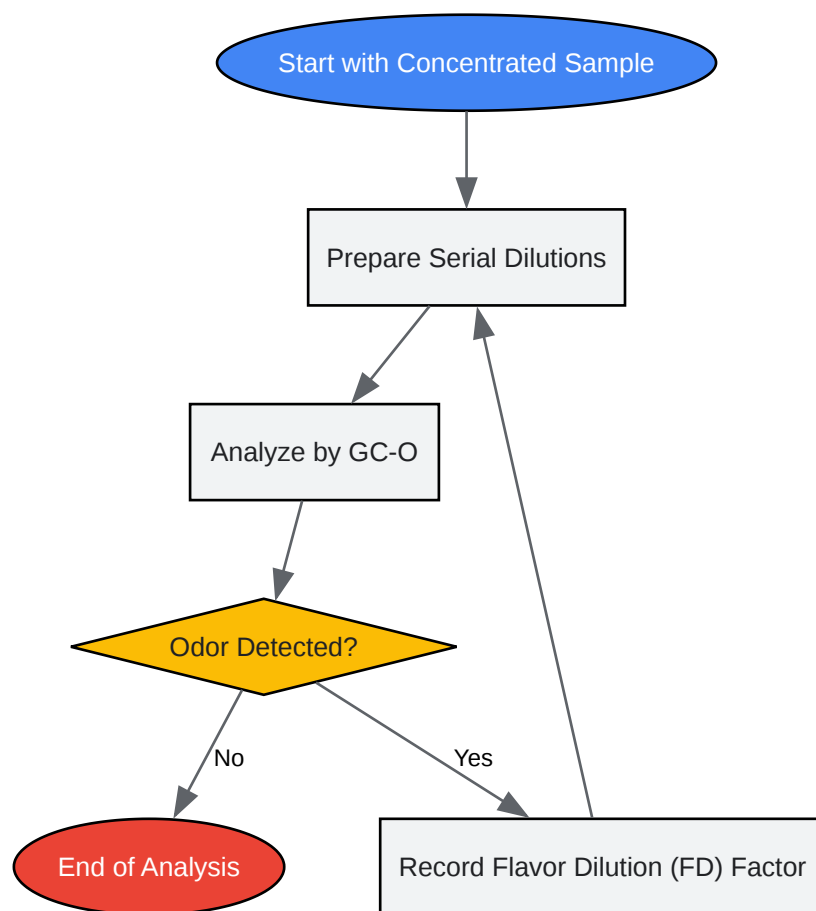 Start with Concentrated Sample
Prepare Serial Dilutions
Analyze by GC-O
Odor Detected?
No
Yes
End of Analysis
Record Flavor Dilution (FD) Factor